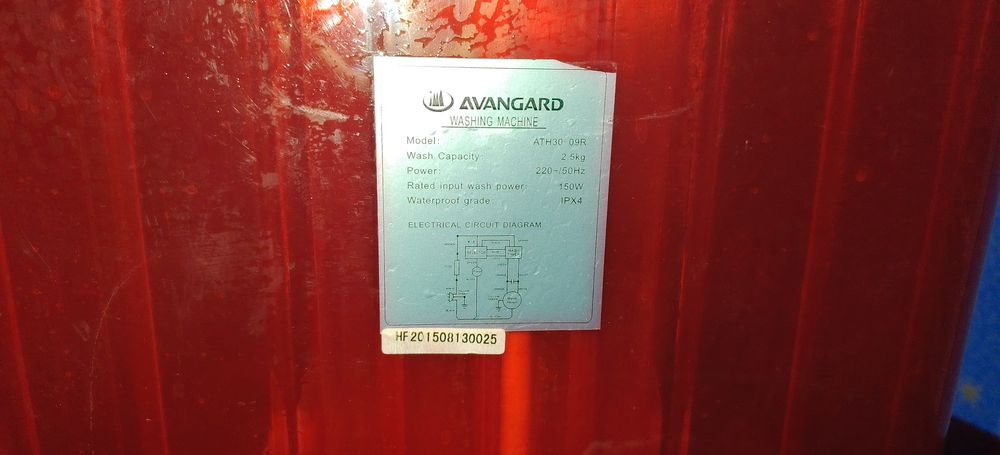 AVANGARD
WASHING MACHINE
Model: ATH30-09R
Wash Capacity: 2.5kg
Power: 220~/50Hz
Rated input wash power: 150W
Waterproof grade: IPX4
ELECTRICAL CIRCUIT DIAGRAM
HF201508130025